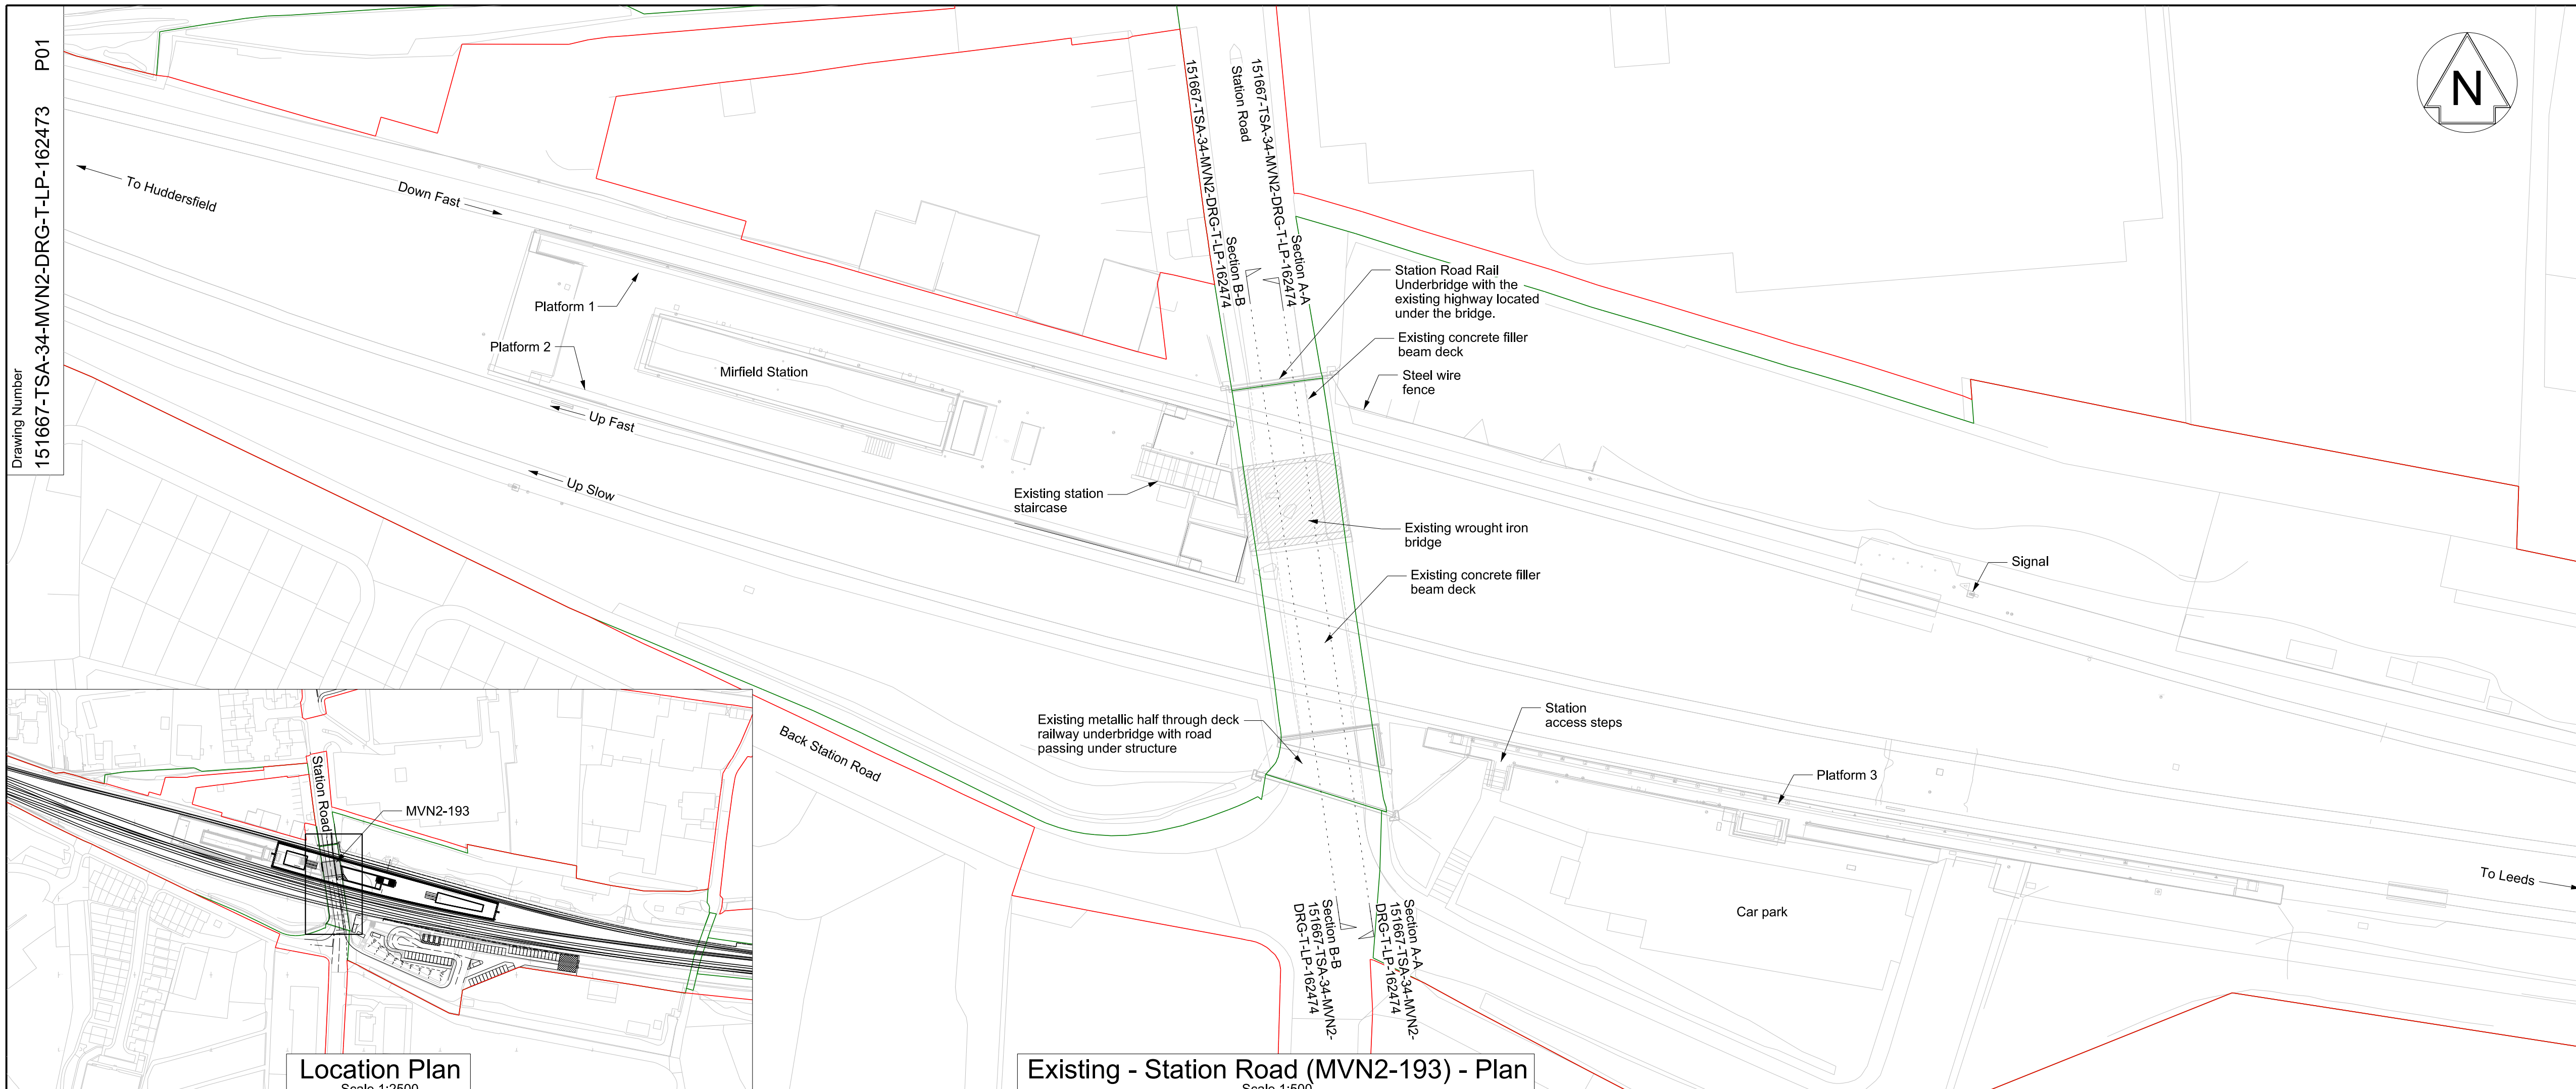 Drawing Number
151667-TSA-34-MVN2-DRG-T-LP-162473 P01
N
To Huddersfield
Down Fast
Platform 1
Platform 2
Mirfield Station
Up Fast
Up Slow
Existing station
staircase
151667-TSA-34-MVN2-DRG-T-LP-162474
Section B-B
Station Road
151667-TSA-34-MVN2-DRG-T-LP-162474
Section A-A
Station Road Rail
Underbridge with the
existing highway located
under the bridge.
Existing concrete filler
beam deck
Steel wire
fence
Existing wrought iron
bridge
Existing concrete filler
beam deck
Signal
Existing metallic half through deck
railway underbridge with road
passing under structure
Back Station Road
Station
access steps
Platform 3
Car park
To Leeds
Section B-B
151667-TSA-34-MVN2-
DRG-T-LP-162474
Section A-A
151667-TSA-34-MVN2-
DRG-T-LP-162474
Station Road
MVN2-193
Location Plan
Scale 1:2500
Existing - Station Road (MVN2-193) - Plan
Scale 1:500